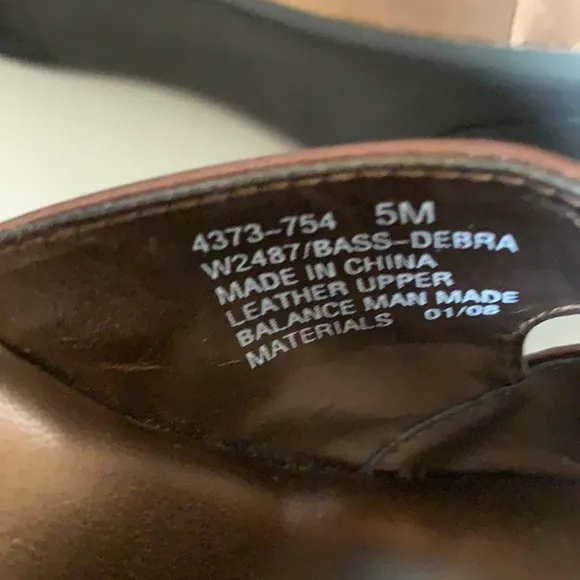 4373-754 5M
W2487/BASS-DEBRA
MADE IN CHINA
LEATHER UPPER
BALANCE MAN MADE
MATERIALS 01/08